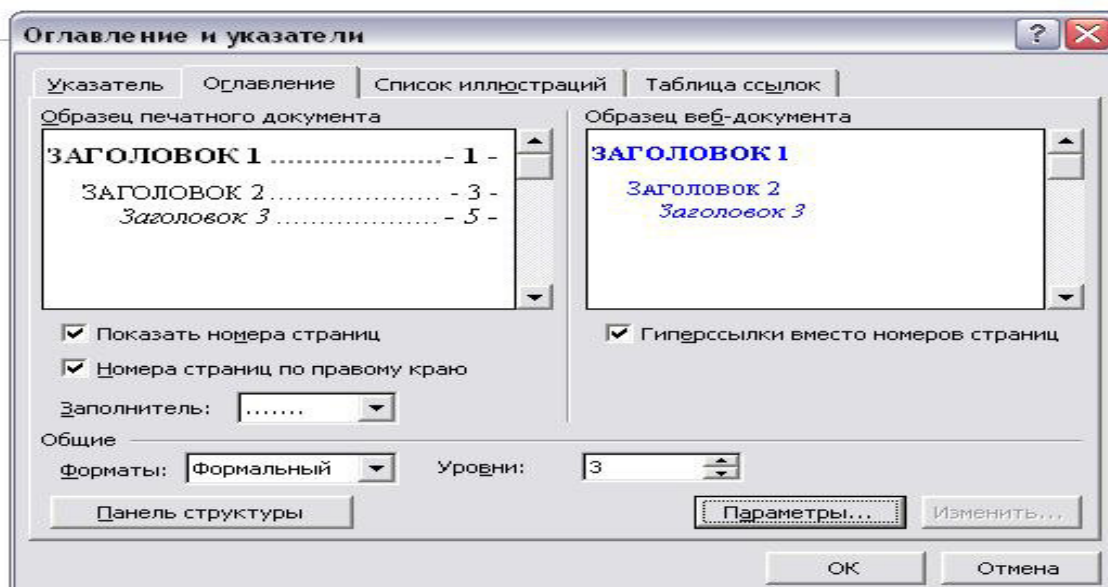 Оглавление и указатели
Указатель Оглавление Список иллюстраций Таблица ссылок
Образец печатного документа Образец веб-документа
ЗАГОЛОВОК 1 .....................- 1 -
ЗАГОЛОВОК 2...................... - 3 -
Заголовок 3 ..................... - 5 -
ЗАГОЛОВОК 1
ЗАГОЛОВОК 2
Заголовок 3
Показать номера страниц
Номера страниц по правому краю
Гиперссылки вместо номеров страниц
Заполнитель: .......
Общие
Форматы: Формальный Уровни: 3
Панель структуры Параметры... Изменить...
ОК Отмена